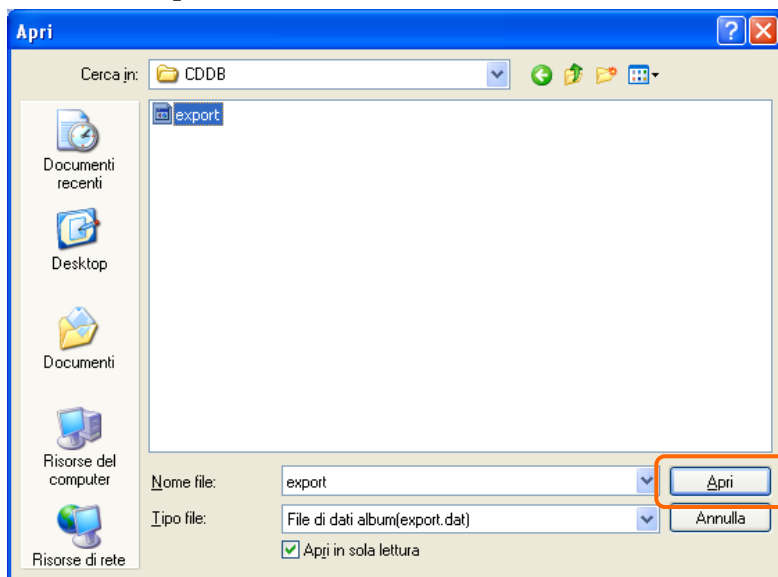 Apri
Cerca in: CDDB
export
Documenti
recenti
Desktop
Documenti
Risorse del
computer
Risorse di rete
Nome file: export Apri
Tipo file: File di dati album(export.dat) Annulla
Apri in sola lettura